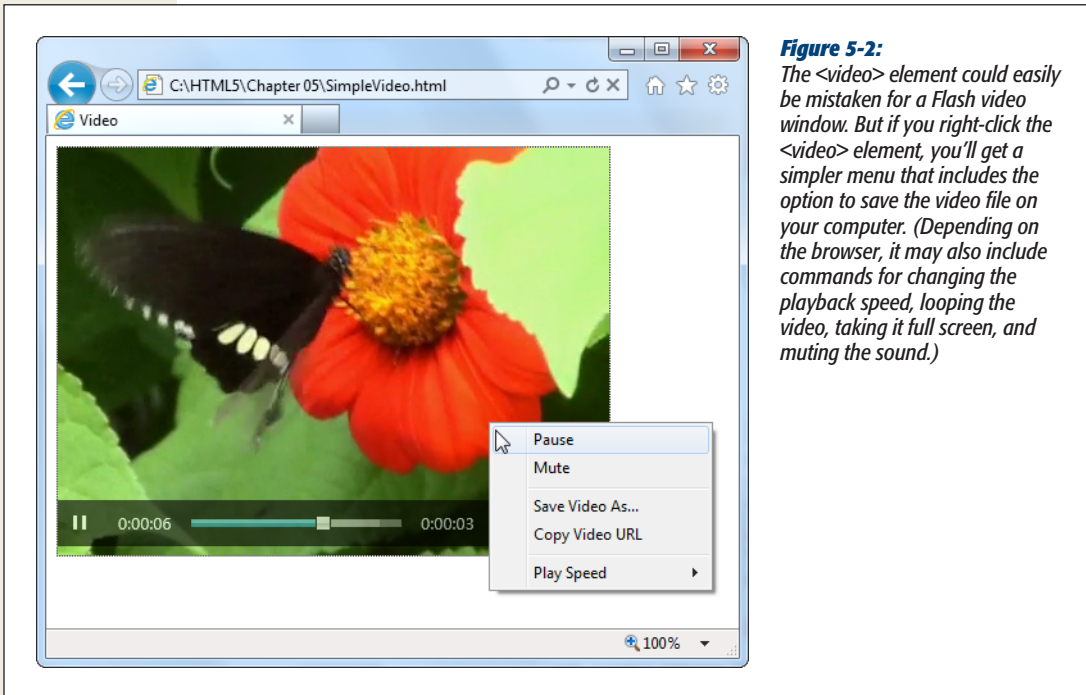 C:\HTML5\Chapter 05\SimpleVideo.html
Video
Pause
Mute
Save Video As...
Copy Video URL
Play Speed
0:00:06
0:00:03
100%
Figure 5-2:
The <video> element could easily
be mistaken for a Flash video
window. But if you right-click the
<video> element, you'll get a
simpler menu that includes the
option to save the video file on
your computer. (Depending on
the browser, it may also include
commands for changing the
playback speed, looping the
video, taking it full screen, and
muting the sound.)